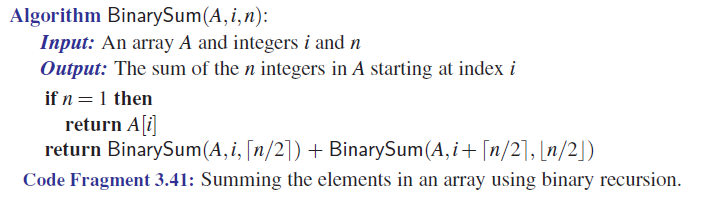 Algorithm BinarySum(A,i,n):
Input: An array A and integers i and n
Output: The sum of the n integers in A starting at index i
if n = 1 then
return A[i]
return BinarySum(A,i,⌈n/2⌉) + BinarySum(A,i+⌈n/2⌉,⌊n/2⌋)
Code Fragment 3.41: Summing the elements in an array using binary recursion.